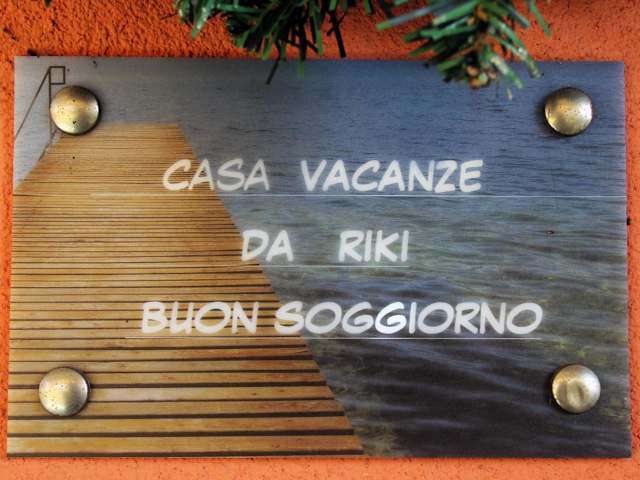 CASA VACANZE
DA RIKI
BUON SOGGIORNO